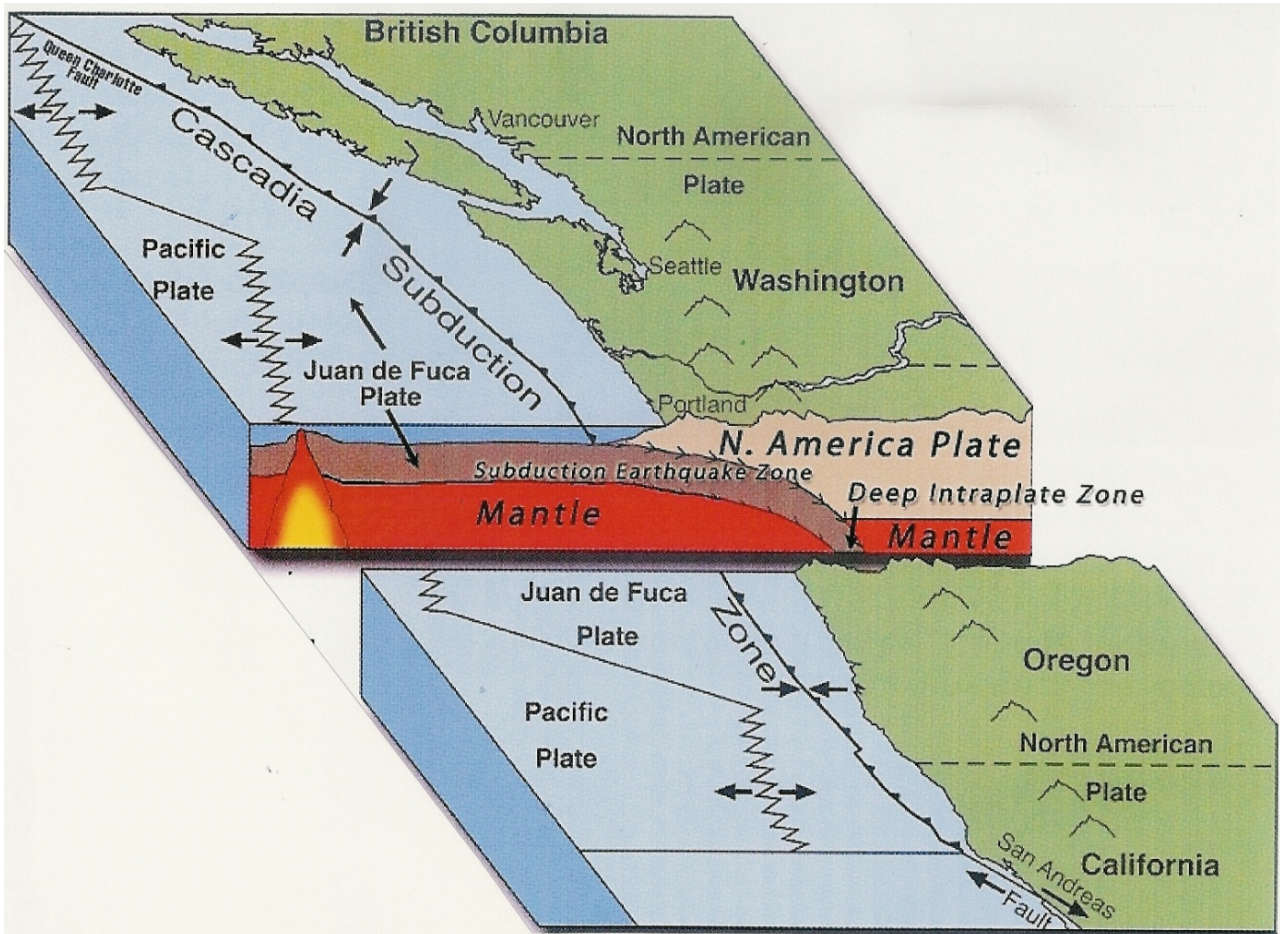 British Columbia
Queen Charlotte
Fault
Vancouver
North American
Plate
Cascadia
Pacific
Plate
Subduction
Seattle
Washington
Juan de Fuca
Plate
Portland
N. America Plate
Subduction Earthquake Zone
Deep Intraplate Zone
Mantle
Mantle
Juan de Fuca
Plate
Zone
Oregon
Pacific
Plate
North American
Plate
San Andreas
Fault
California